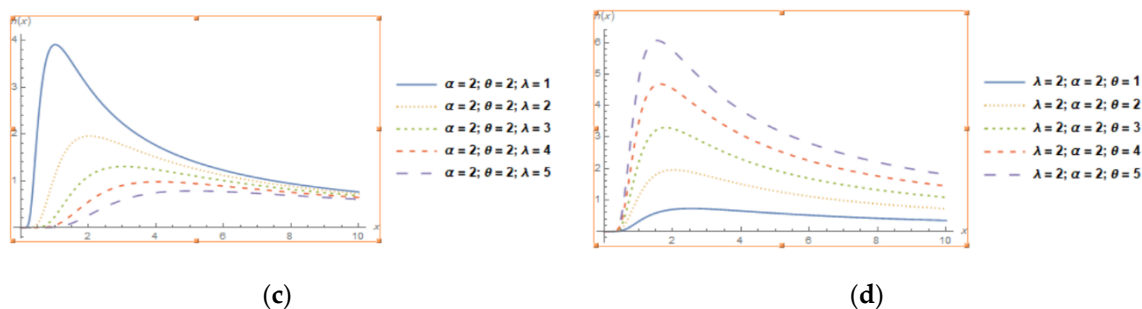 h(x)
4
3
2
1
2
4
6
8
10
x
α = 2; θ = 2; λ = 1
α = 2; θ = 2; λ = 2
α = 2; θ = 2; λ = 3
α = 2; θ = 2; λ = 4
α = 2; θ = 2; λ = 5
(c)
h(x)
6
5
4
3
2
1
2
4
6
8
10
x
λ = 2; α = 2; θ = 1
λ = 2; α = 2; θ = 2
λ = 2; α = 2; θ = 3
λ = 2; α = 2; θ = 4
λ = 2; α = 2; θ = 5
(d)